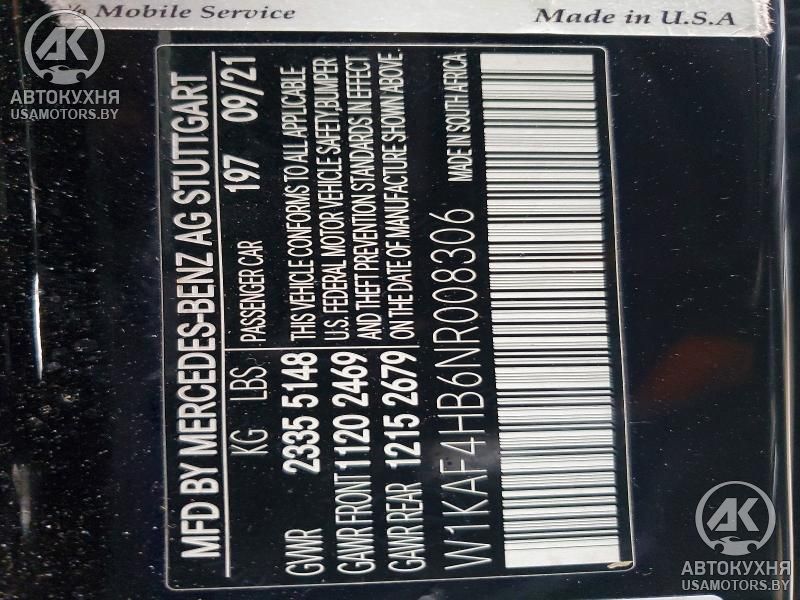 Mobile Service
Made in U.S.A
MFD BY MERCEDES-BENZ AG STUTTGART
KG LBS PASSENGER CAR 197 09/21
GVWR 2335 5148
GAWR FRONT 1120 2469
GAWR REAR 1215 2679
THIS VEHICLE CONFORMS TO ALL APPLICABLE
U.S. FEDERAL MOTOR VEHICLE SAFETY,BUMPER
AND THEFT PREVENTION STANDARDS IN EFFECT
ON THE DATE OF MANUFACTURE SHOWN ABOVE.
W1KAF4HB6NR008306 MADE IN SOUTH AFRICA
АК
АВТОКУХНЯ
USAMOTORS.BY
АК
АВТОКУХНЯ
USAMOTORS.BY